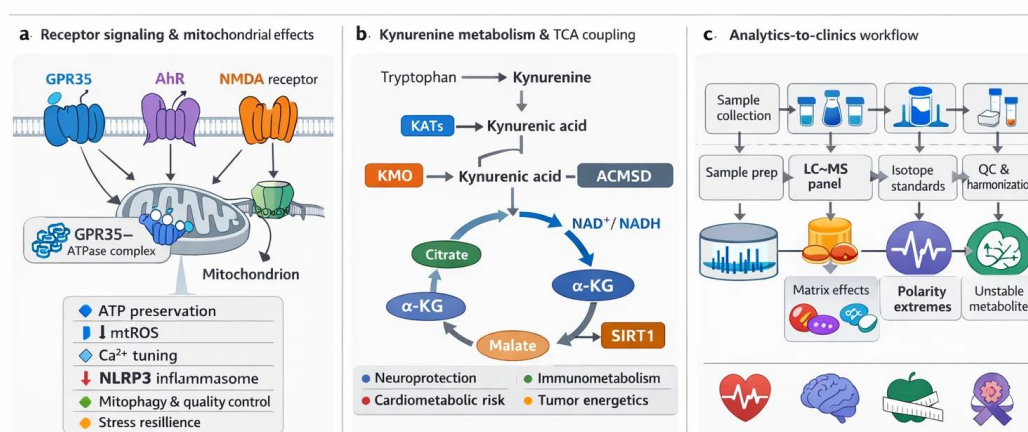 a· Receptor signaling & mitochondrial effects
GPR35
AhR
NMDA receptor
GPR35–
ATPase complex
Mitochondrion
ATP preservation
↓ mtROS
Ca²⁺ tuning
↓ NLRP3 inflammasome
Mitophagy & quality control
Stress resillience
b· Kynurenine metabolism & TCA coupling
Tryptophan → Kynurenine
KATs → Kynurenic acid
KMO → Kynurenic acid – ACMSD
NAD⁺/ NADH
Citrate
α-KG
α-KG
Malate
SIRT1
Neuroprotection
Immunometabolism
Cardiometabolic risk
Tumor energetics
c· Analytics-to-clinics workflow
Sample
collection
Sample prep
LC~MS
panel
Isotope
standards
QC &
harmonizatio
Matrix effects
Polarity
extremes
Unstable
metabolite